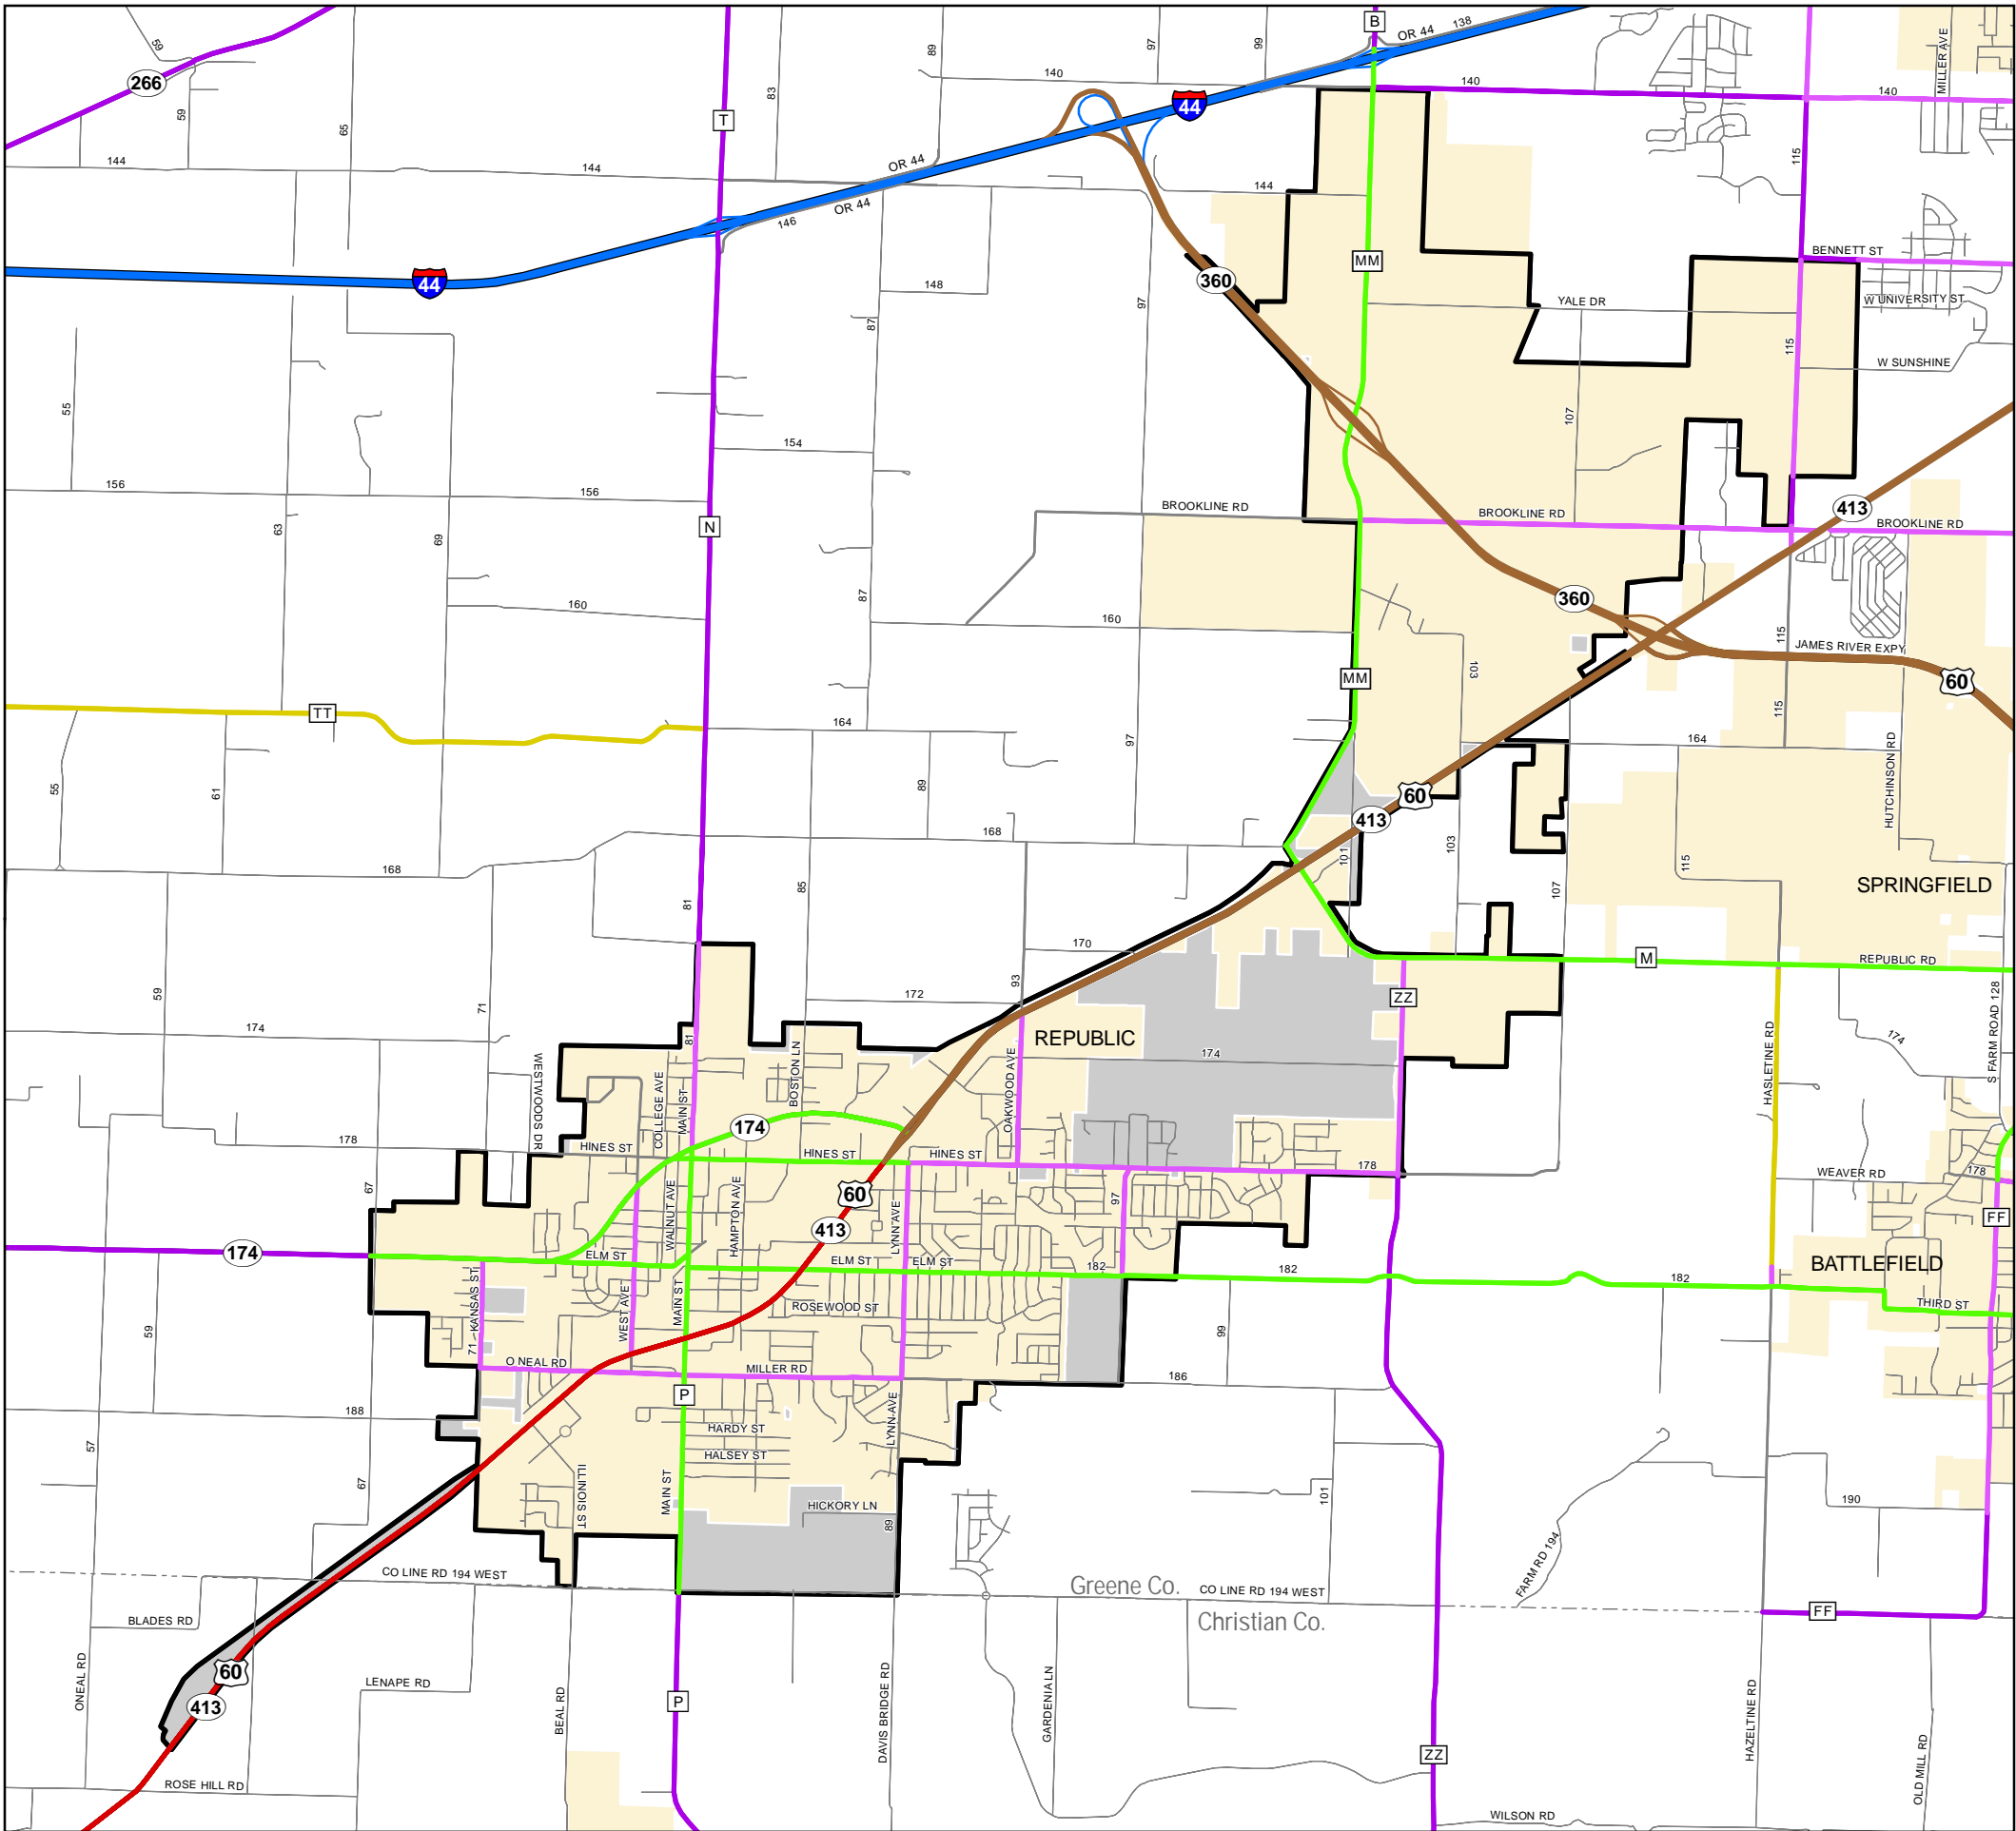 B
OR 44
138
59
266
59
65
T
83
89
97
99
140
140
140
MILLER AVE
44
144
144
OR 44
146
OR 44
144
115
44
148
87
97
MM
360
BENNETT ST
YALE DR
W UNIVERSITY ST
115
W SUNSHINE
55
154
107
156
156
63
69
N
BROOKLINE RD
BROOKLINE RD
413
BROOKLINE RD
87
160
160
360
115
JAMES RIVER EXPY
103
MM
60
TT
164
97
115
164
55
61
89
HUTCHINSON RD
60
413
168
168
101
103
115
107
SPRINGFIELD
85
81
170
M
REPUBLIC RD
59
71
172
93
ZZ
S FARM ROAD 128
174
81
REPUBLIC
174
HASLETINE RD
174
WESTWOODS DR
COLLEGE AVE
MAIN ST
BOSTON LN
OAKWOOD AVE
174
178
HINES ST
HINES ST
HINES ST
178
WEAVER RD
178
67
WALNUT AVE
HAMPTON AVE
60
413
LYNN AVE
97
FF
174
ELM ST
ELM ST
ELM ST
182
182
182
BATTLEFIELD
KANSAS ST
71
WEST AVE
MAIN ST
ROSEWOOD ST
THIRD ST
59
99
O NEAL RD
MILLER RD
186
P
188
57
67
HARDY ST
HALSEY ST
LYNN AVE
ILLINOIS ST
MAIN ST
HICKORY LN
89
101
190
FARM RD 194
CO LINE RD 194 WEST
Greene Co.
CO LINE RD 194 WEST
Christian Co.
FF
BLADES RD
60
413
ONEAL RD
LENAPE RD
BEAL RD
P
DAVIS BRIDGE RD
GARDENIA LN
ZZ
HAZELTINE RD
OLD MILL RD
ROSE HILL RD
WILSON RD